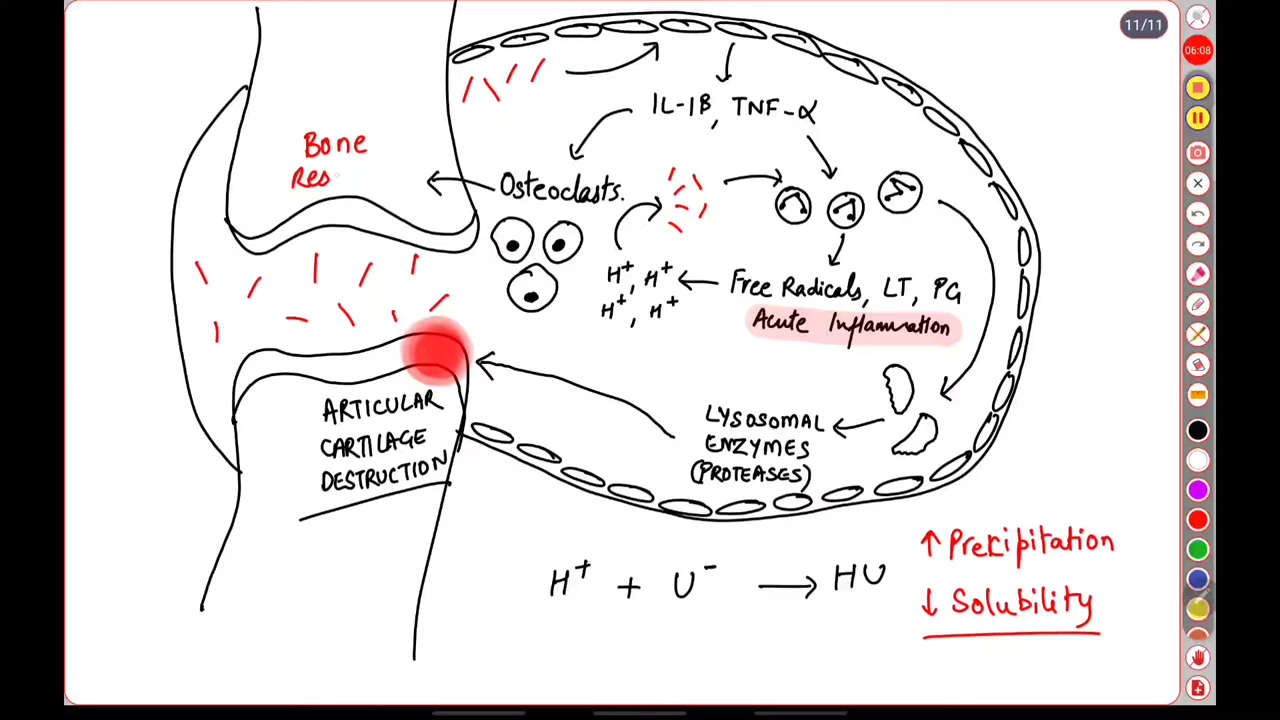 11/11
06:08
IL-1B, TNF-α
Bone
Res
Osteoclasts.
H+, H+
H+, H+
Free Radicals, LT, PG
Acute Inflammation
ARTICULAR
CARTILAGE
DESTRUCTION
LYSOSOMAL
ENZYMES
(PROTEASES)
H+ + U- → HU
↑ Precipitation
↓ Solubility